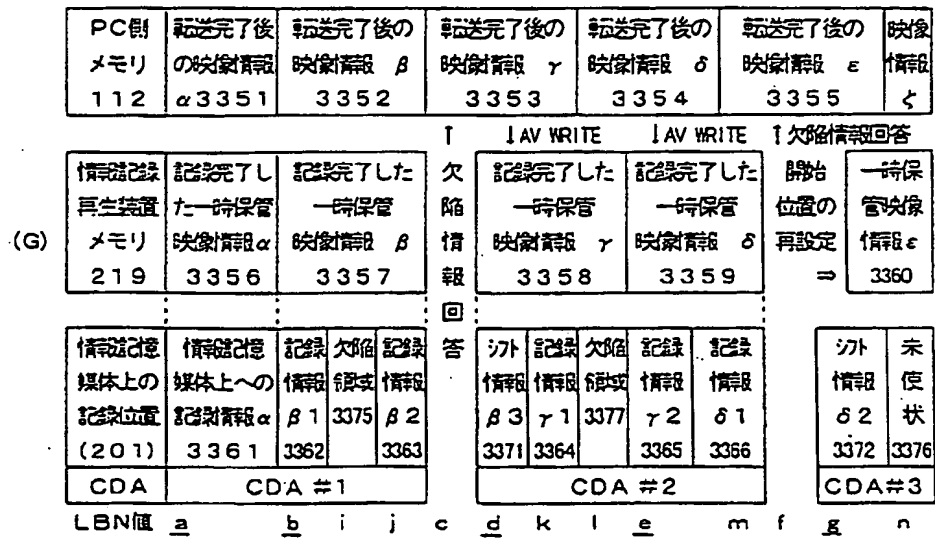 PC側 メモリ 112
転送完了後 の映像情報 α3351
転送完了後の 映像情報 β 3352
転送完了後の 映像情報 γ 3353
転送完了後の 映像情報 δ 3354
転送完了後の 映像情報 ε 3355
映像 情報 ζ
↑ ↓AV WRITE ↓AV WRITE ↑欠陥情報回答
(G)
情報記録 再生装置 メモリ 219
記録完了し た一時保管 映像情報α 3356
記録完了した 一時保管 映像情報 β 3357
欠陥情報回答
記録完了した 一時保管 映像情報 γ 3358
記録完了した 一時保管 映像情報 δ 3359
開始 位置の 再設定 ⇒
一時保 管映像 情報ε 3360
情報記憶 媒体上の 記録位置 (201)
情報記憶 媒体上への 記録情報α 3361
記録 情報 β1 3362
欠陥 領域 3375
記録 情報 β2 3363
シフト 情報 β3 3371
記録 情報 γ1 3364
欠陥 領域 3377
記録 情報 γ2 3365
記録 情報 δ1 3366
シフト 情報 δ2 3372
未 使 状 3376
CDA CDA #1 CDA #2 CDA#3
LBN値 a b i j c d k l e m f g n